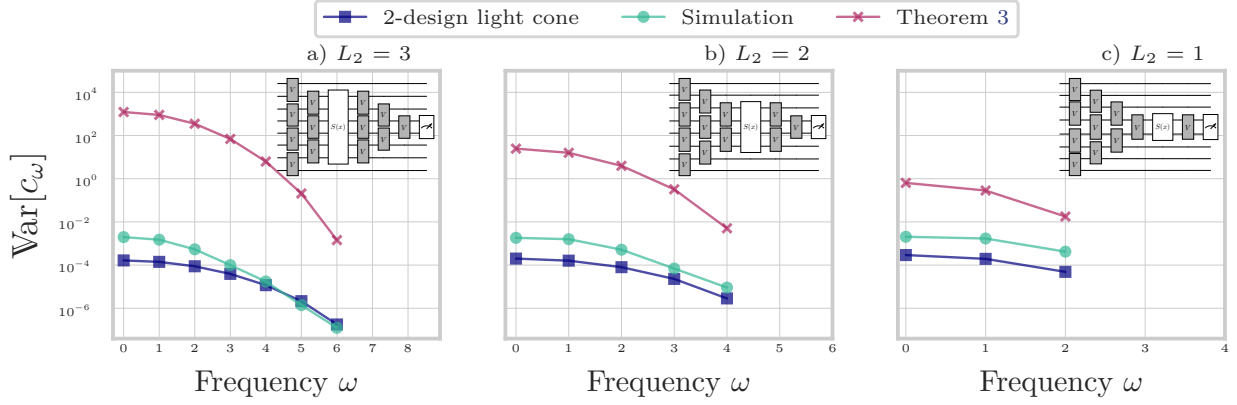 2-design light cone Simulation Theorem 3
a) L₂ = 3 b) L₂ = 2 c) L₂ = 1
Var[c_ω]
10⁴
10²
10⁰
10⁻²
10⁻⁴
10⁻⁶
V V V V V V V S(x) V V V V V V
V V V V V V V V S(x) V V V
V V V V V V V V V V S(x) V
0 1 2 3 4 5 6 7 8
0 1 2 3 4 5 6
0 1 2 3 4
Frequency ω Frequency ω Frequency ω